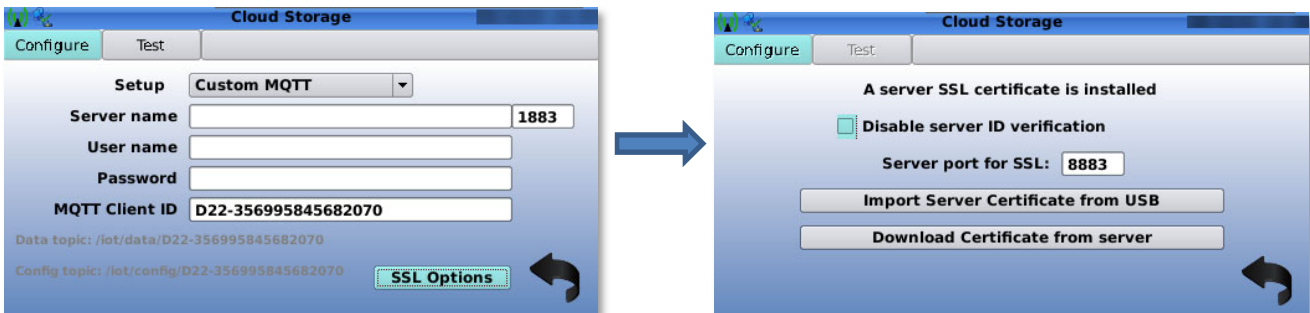 Cloud Storage
Configure Test
Setup Custom MQTT
Server name 1883
User name
Password
MQTT Client ID D22-356995845682070
Data topic: /iot/data/D22-356995845682070
Config topic: /iot/config/D22-356995845682070
SSL Options
Cloud Storage
Configure Test
A server SSL certificate is installed
Disable server ID verification
Server port for SSL: 8883
Import Server Certificate from USB
Download Certificate from server